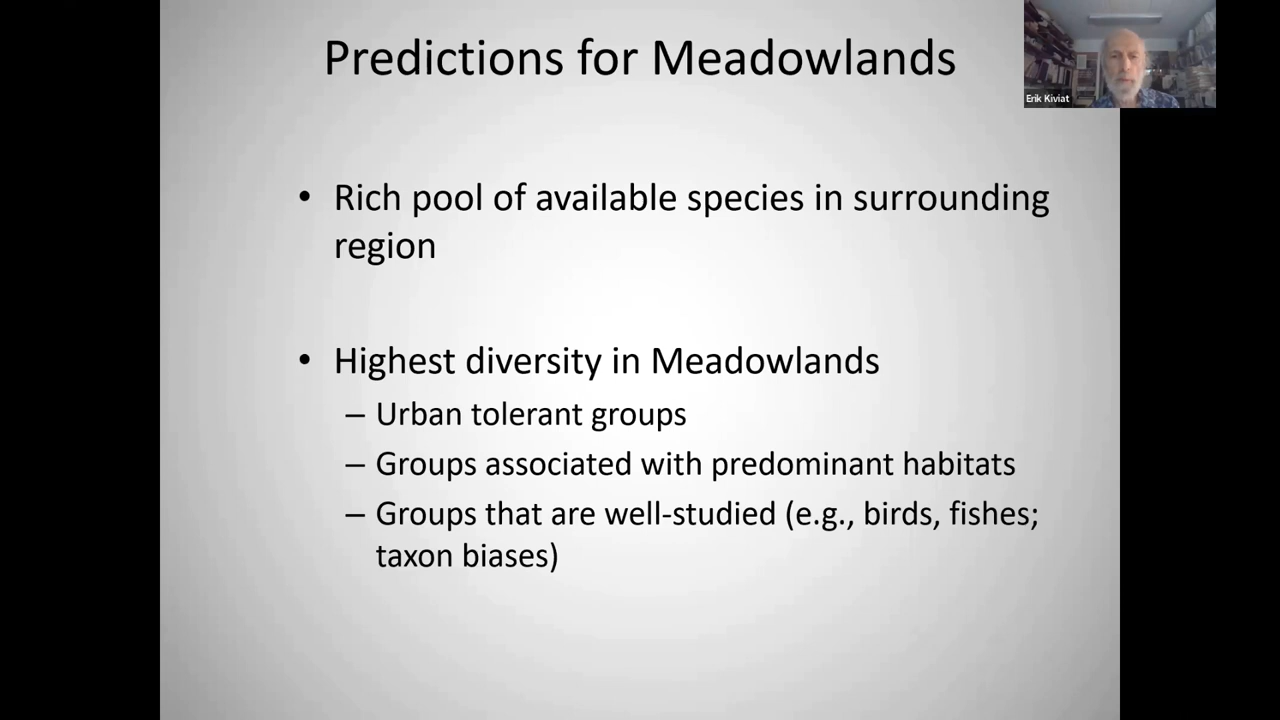 Predictions for Meadowlands
Erik Kiviat
• Rich pool of available species in surrounding
region
• Highest diversity in Meadowlands
– Urban tolerant groups
– Groups associated with predominant habitats
– Groups that are well-studied (e.g., birds, fishes;
taxon biases)